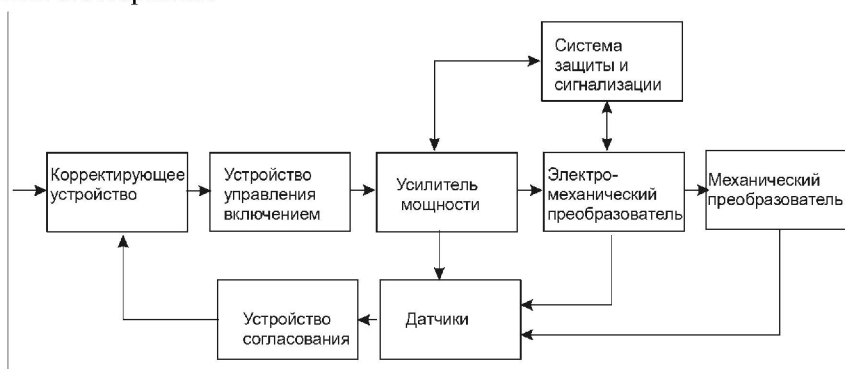 Система
защиты и
сигнализации
Корректирующее
устройство
Устройство
управления
включением
Усилитель
мощности
Электро-
механический
преобразователь
Механический
преобразователь
Устройство
согласования
Датчики